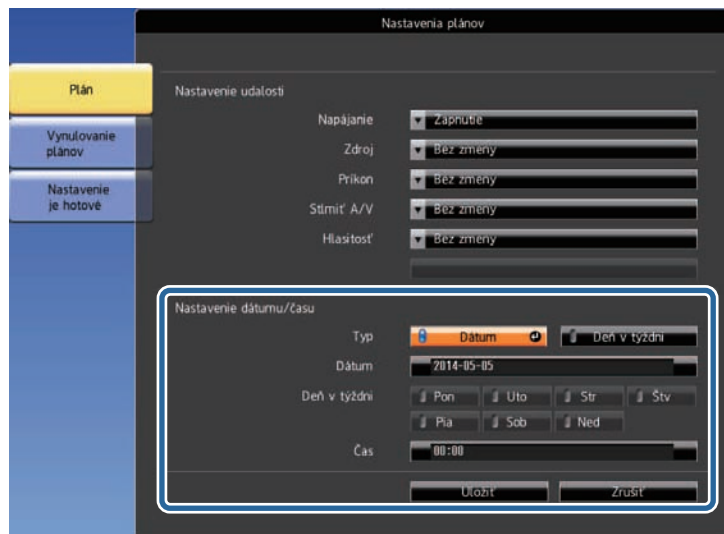 Nastavenia plánov
Plán
Vynulovanie
plánov
Nastavenie
je hotové
Nastavenie udalosti
Napájanie Zapnutie
Zdroj Bez zmeny
Príkon Bez zmeny
Stlmiť A/V Bez zmeny
Hlasitosť Bez zmeny
Nastavenie dátumu/času
Typ Dátum Deň v týždni
Dátum 2014-05-05
Deň v týždni Pon Uto Str Štv
Pia Sob Ned
Čas 00:00
Uložiť Zrušiť